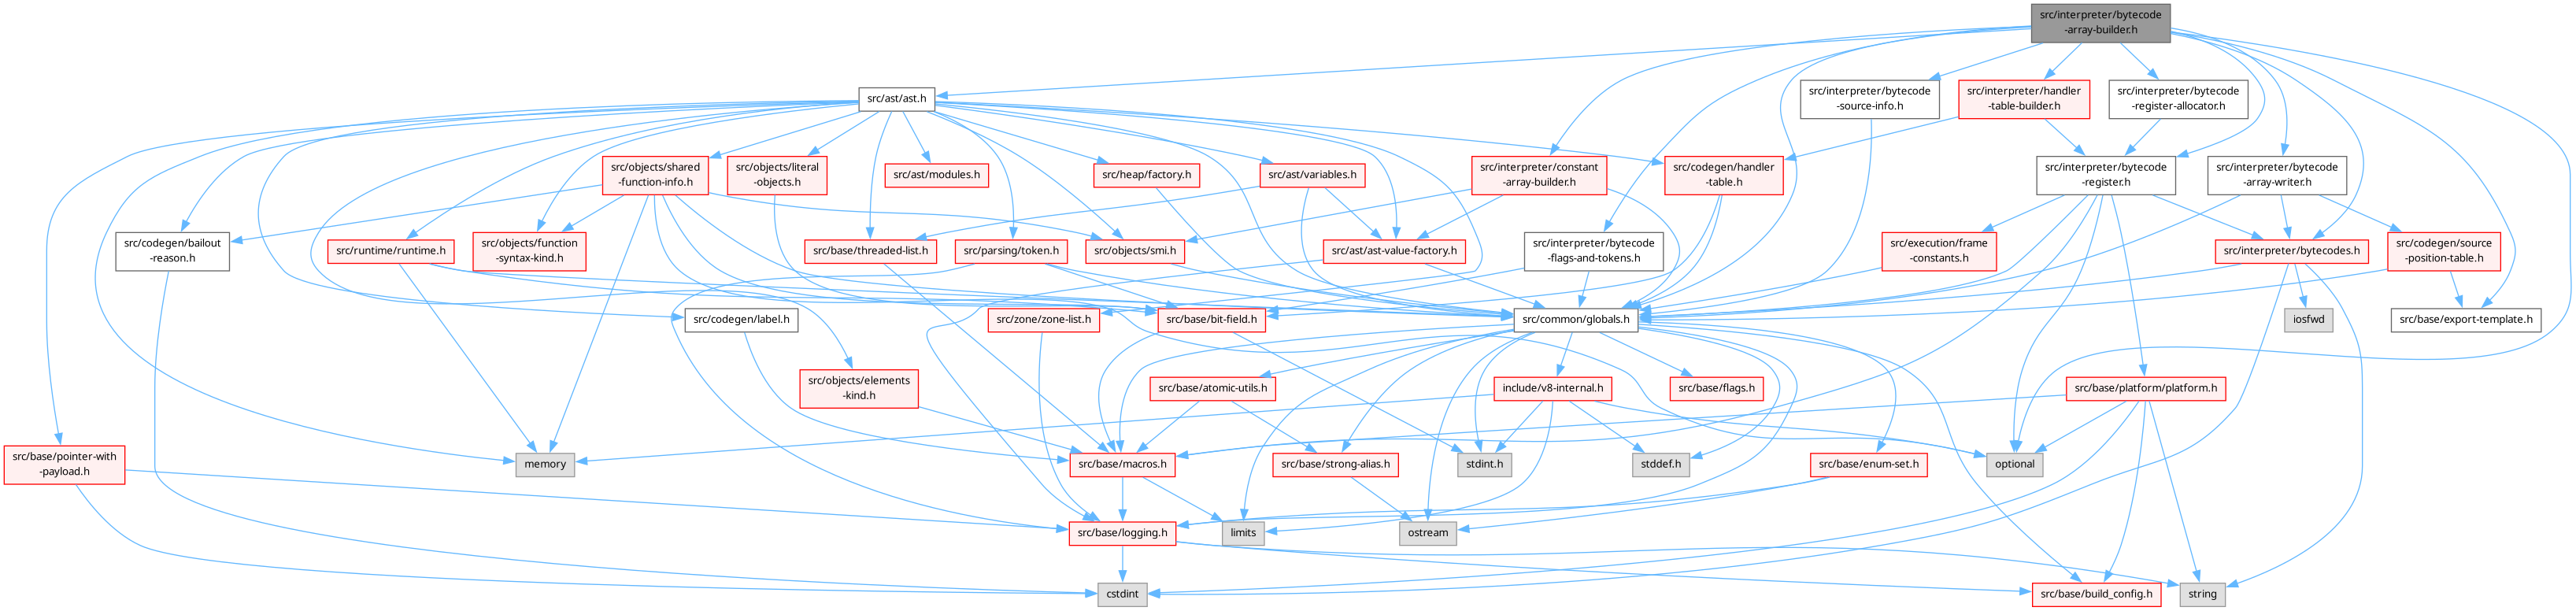 src/interpreter/bytecode
-array-builder.h
src/ast/ast.h
src/interpreter/bytecode
-source-info.h
src/interpreter/handler
-table-builder.h
src/interpreter/bytecode
-register-allocator.h
src/objects/shared
-function-info.h
src/objects/literal
-objects.h
src/ast/modules.h
src/heap/factory.h
src/ast/variables.h
src/interpreter/constant
-array-builder.h
src/codegen/handler
-table.h
src/interpreter/bytecode
-register.h
src/interpreter/bytecode
-array-writer.h
src/codegen/bailout
-reason.h
src/runtime/runtime.h
src/objects/function
-syntax-kind.h
src/base/threaded-list.h
src/parsing/token.h
src/objects/smi.h
src/ast/ast-value-factory.h
src/interpreter/bytecode
-flags-and-tokens.h
src/execution/frame
-constants.h
src/interpreter/bytecodes.h
src/codegen/source
-position-table.h
src/codegen/label.h
src/zone/zone-list.h
src/base/bit-field.h
src/common/globals.h
iosfwd
src/base/export-template.h
src/objects/elements
-kind.h
src/base/atomic-utils.h
include/v8-internal.h
src/base/flags.h
src/base/platform/platform.h
src/base/pointer-with
-payload.h
memory
src/base/macros.h
src/base/strong-alias.h
stdint.h
stddef.h
src/base/enum-set.h
optional
src/base/logging.h
limits
ostream
cstdint
src/base/build_config.h
string